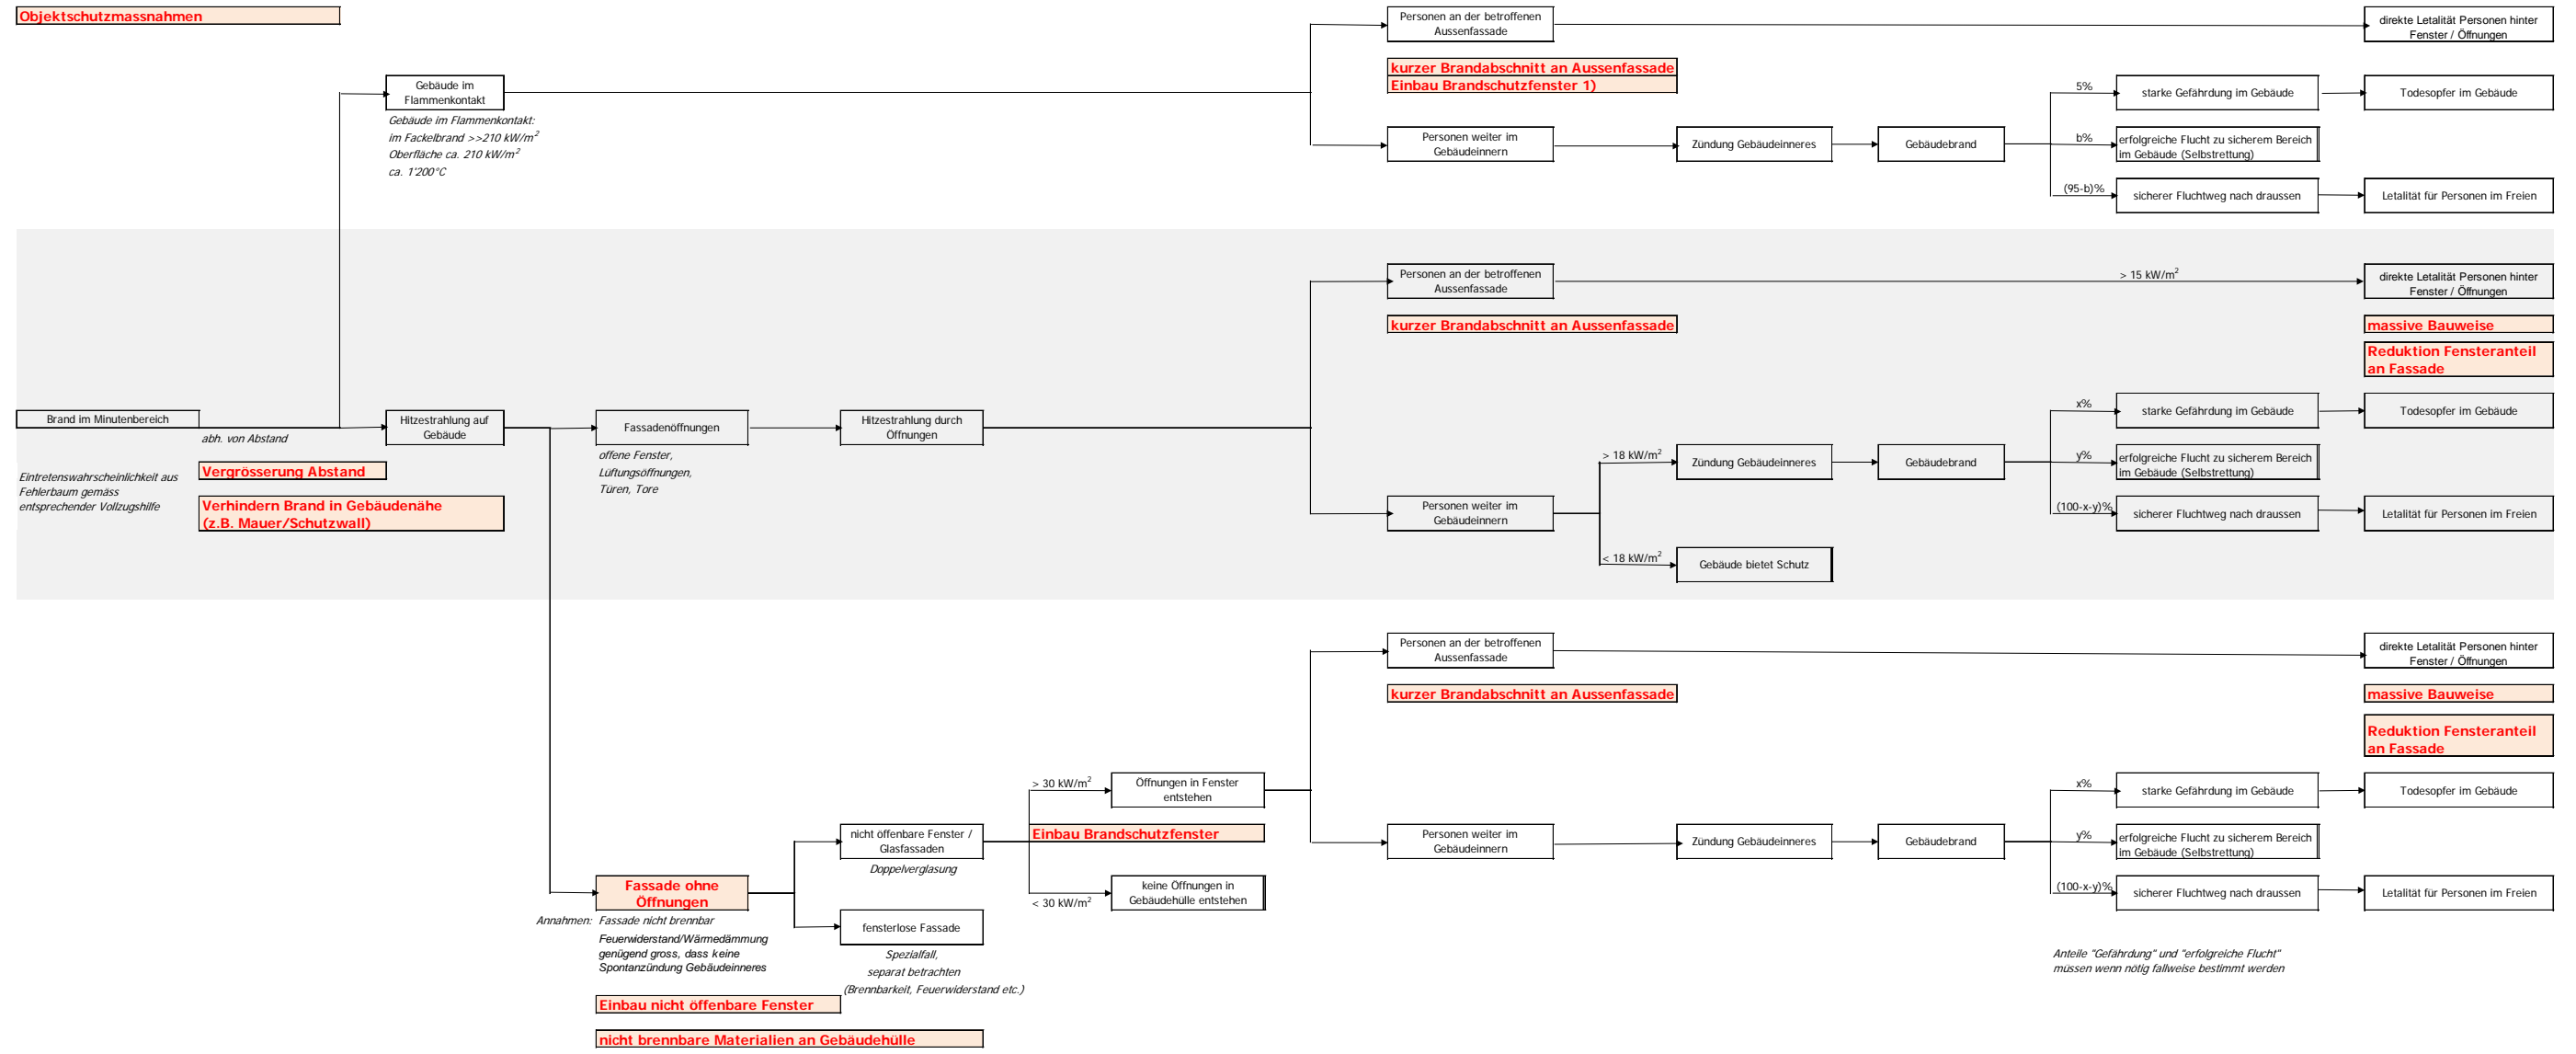 Objektschutzmassnahmen
Personen an der betroffenen
Aussenfassade
direkte Letalität Personen hinter
Fenster / Öffnungen
kurzer Brandabschnitt an Aussenfassade
Einbau Brandschutzfenster 1)
Gebäude im
Flammenkontakt
Gebäude im Flammenkontakt:
im Fackelbrand >>210 kW/m²
Oberfläche ca. 210 kW/m²
ca. 1'200°C
Personen weiter im
Gebäudeinnern
Zündung Gebäudeinneres
Gebäudebrand
5%
starke Gefährdung im Gebäude
Todesopfer im Gebäude
b%
erfolgreiche Flucht zu sicherem Bereich
im Gebäude (Selbstrettung)
(95-b)%
sicherer Fluchtweg nach draussen
Letalität für Personen im Freien
Personen an der betroffenen
Aussenfassade
> 15 kW/m²
direkte Letalität Personen hinter
Fenster / Öffnungen
kurzer Brandabschnitt an Aussenfassade
massive Bauweise
Reduktion Fensteranteil
an Fassade
Brand im Minutenbereich
abh. von Abstand
Eintretenswahrscheinlichkeit aus
Fehlerbaum gemäss
entsprechender Vollzugshilfe
Vergrösserung Abstand
Verhindern Brand in Gebäudenähe
(z.B. Mauer/Schutzwall)
Hitzestrahlung auf
Gebäude
Fassadenöffnungen
offene Fenster,
Lüftungsöffnungen,
Türen, Tore
Hitzestrahlung durch
Öffnungen
Personen weiter im
Gebäudeinnern
> 18 kW/m²
Zündung Gebäudeinneres
Gebäudebrand
x%
starke Gefährdung im Gebäude
Todesopfer im Gebäude
y%
erfolgreiche Flucht zu sicherem Bereich
im Gebäude (Selbstrettung)
(100-x-y)%
sicherer Fluchtweg nach draussen
Letalität für Personen im Freien
< 18 kW/m²
Gebäude bietet Schutz
Personen an der betroffenen
Aussenfassade
direkte Letalität Personen hinter
Fenster / Öffnungen
kurzer Brandabschnitt an Aussenfassade
massive Bauweise
Reduktion Fensteranteil
an Fassade
Fassade ohne
Öffnungen
Annahmen: Fassade nicht brennbar
Feuerwiderstand/Wärmedämmung
genügend gross, dass keine
Spontanzündung Gebäudeinneres
Einbau nicht öffenbare Fenster
nicht brennbare Materialien an Gebäudehülle
nicht öffenbare Fenster /
Glasfassaden
Doppelverglasung
fensterlose Fassade
Spezialfall,
separat betrachten
(Brennbarkeit, Feuerwiderstand etc.)
> 30 kW/m²
Öffnungen in Fenster
entstehen
Einbau Brandschutzfenster
< 30 kW/m²
keine Öffnungen in
Gebäudehülle entstehen
Personen weiter im
Gebäudeinnern
Zündung Gebäudeinneres
Gebäudebrand
x%
starke Gefährdung im Gebäude
Todesopfer im Gebäude
y%
erfolgreiche Flucht zu sicherem Bereich
im Gebäude (Selbstrettung)
(100-x-y)%
sicherer Fluchtweg nach draussen
Letalität für Personen im Freien
Anteile "Gefährdung" und "erfolgreiche Flucht"
müssen wenn nötig fallweise bestimmt werden